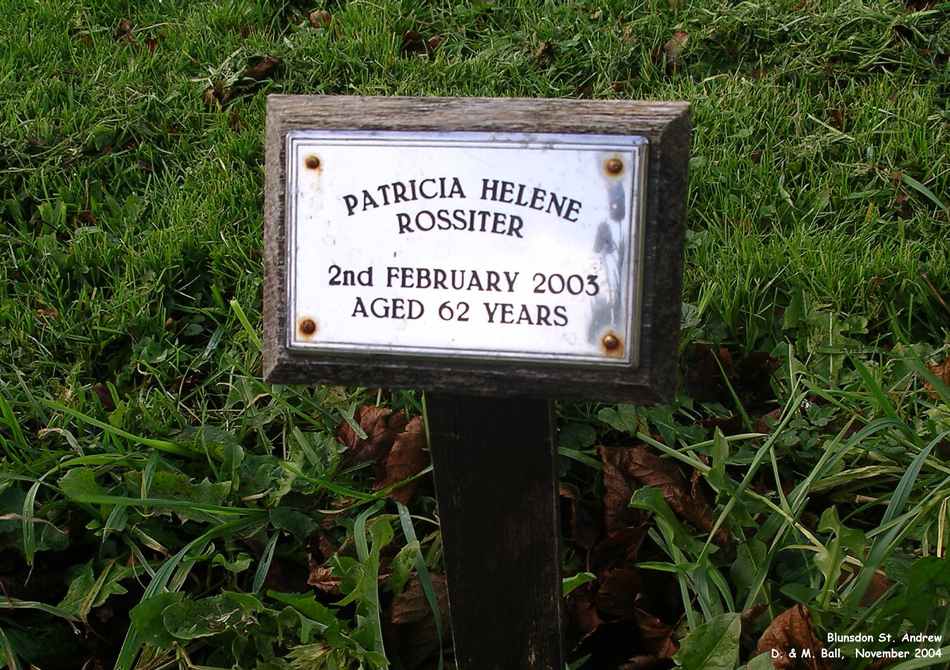 PATRICIA HELENE
ROSSITER
2nd FEBRUARY 2003
AGED 62 YEARS
Blunsdon St. Andrew
D. & M. Ball, November 2004